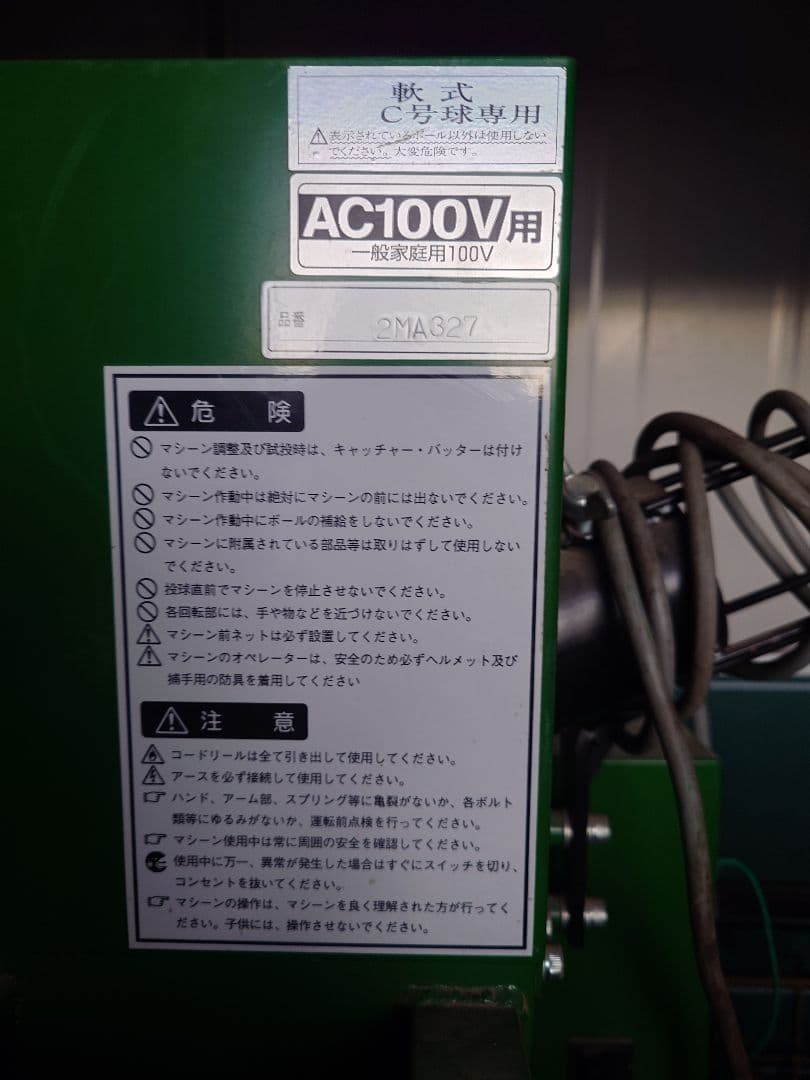 軟式
C号球専用
⚠表示されているボール以外は使用しない
でください。大変危険です。
AC100V用
一般家庭用100V
品番 2MA327
⚠危険
マシーン調整及び試投時は、キャッチャー・バッターは付け
ないでください。
マシーン作動中は絶対にマシーンの前には出ないでください。
マシーン作動中にボールの補給をしないでください。
マシーンに附属されている部品等は取りはずして使用しない
でください。
投球直前でマシーンを停止させないでください。
各回転部には、手や物などを近づけないでください。
マシーン前ネットは必ず設置してください。
マシーンのオペレーターは、安全のため必ずヘルメット及び
捕手用の防具を着用してください
⚠注意
コードリールは全て引き出して使用してください。
アースを必ず接続して使用してください。
ハンド、アーム部、スプリング等に亀裂がないか、各ボルト
類等にゆるみがないか、運転前点検を行ってください。
マシーン使用中は常に周囲の安全を確認してください。
使用中に万一、異常が発生した場合はすぐにスイッチを切り、
コンセントを抜いてください。
マシーンの操作は、マシーンを良く理解された方が行ってく
ださい。子供には、操作させないでください。